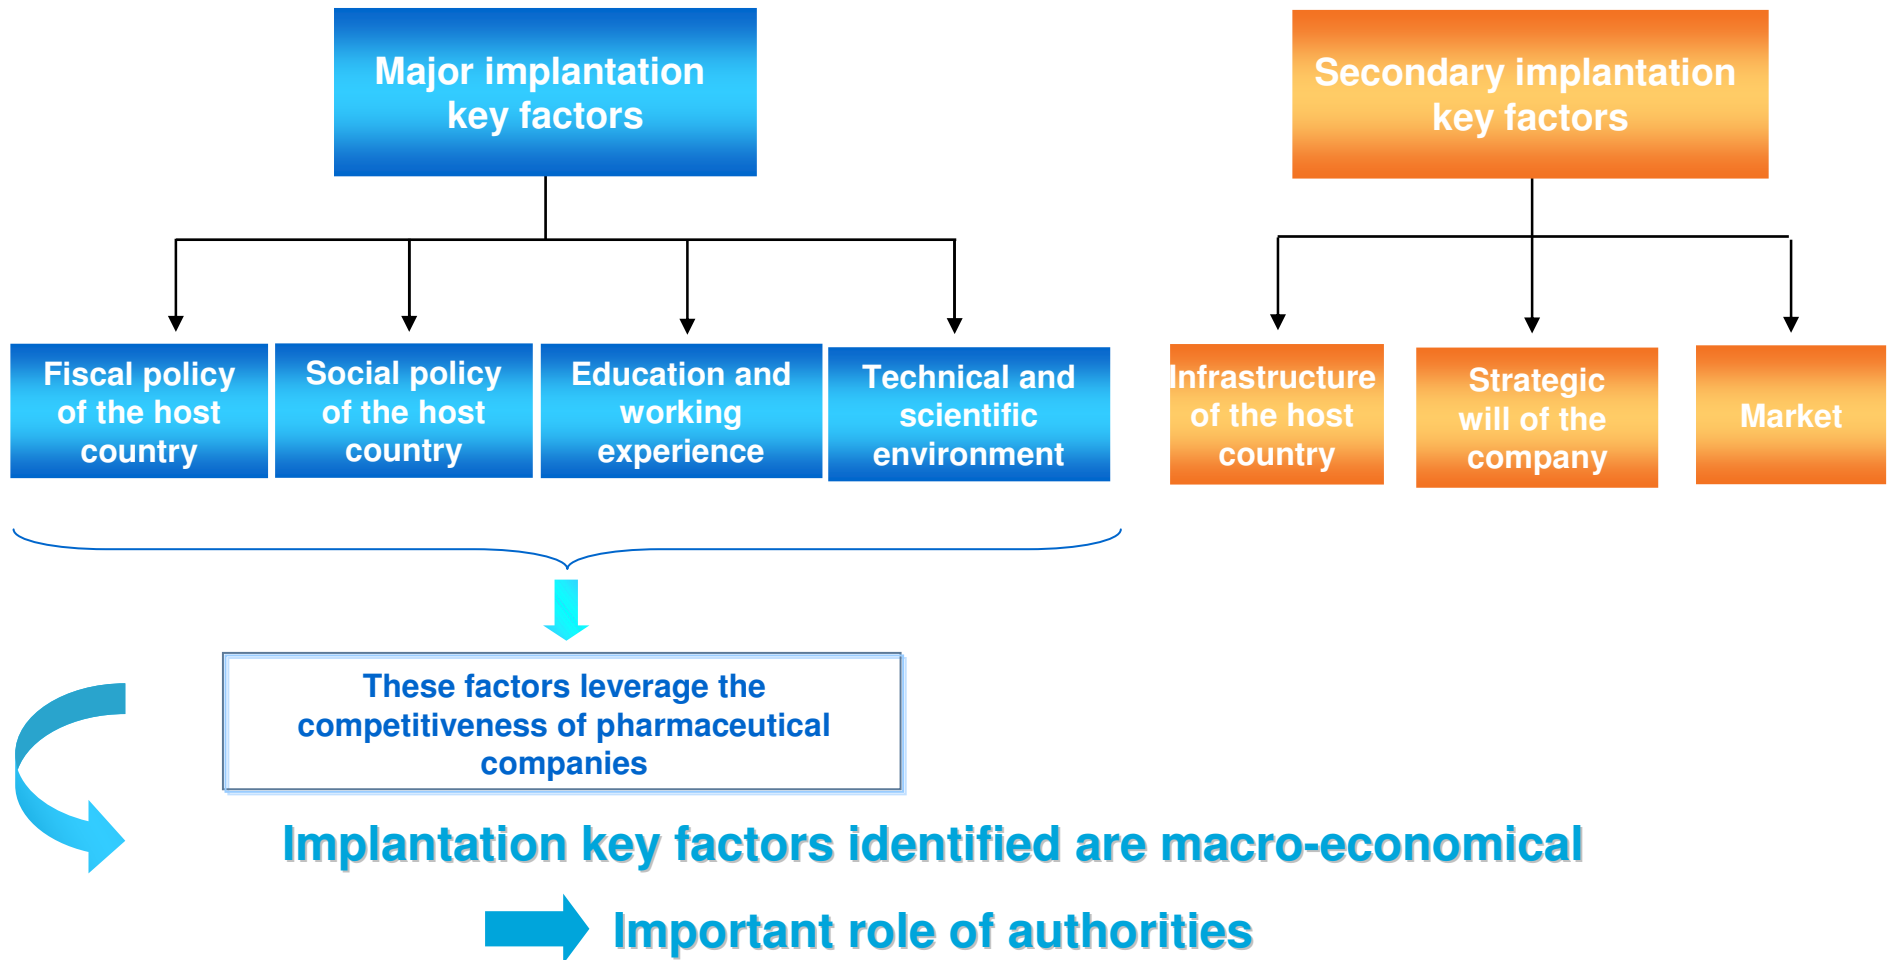 Major implantation
key factors
Secondary implantation
key factors
Fiscal policy
of the host
country
Social policy
of the host
country
Education and
working
experience
Technical and
scientific
environment
Infrastructure
of the host
country
Strategic
will of the
company
Market
These factors leverage the
competitiveness of pharmaceutical
companies
Implantation key factors identified are macro-economical
Important role of authorities